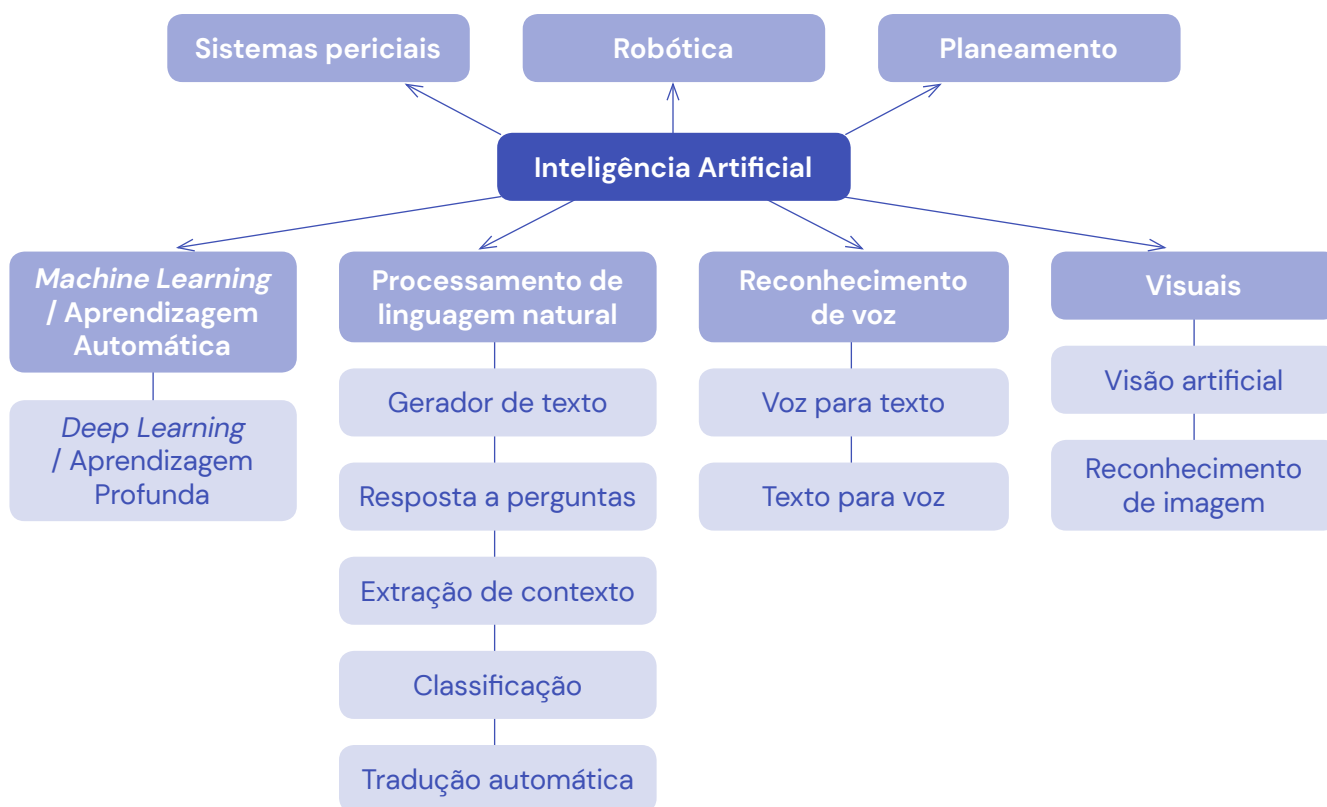 Sistemas periciais
Robótica
Planeamento
Inteligência Artificial
Machine Learning
/ Aprendizagem
Automática
Deep Learning
/ Aprendizagem
Profunda
Processamento de
linguagem natural
Gerador de texto
Resposta a perguntas
Extração de contexto
Classificação
Tradução automática
Reconhecimento
de voz
Voz para texto
Texto para voz
Visuais
Visão artificial
Reconhecimento
de imagem